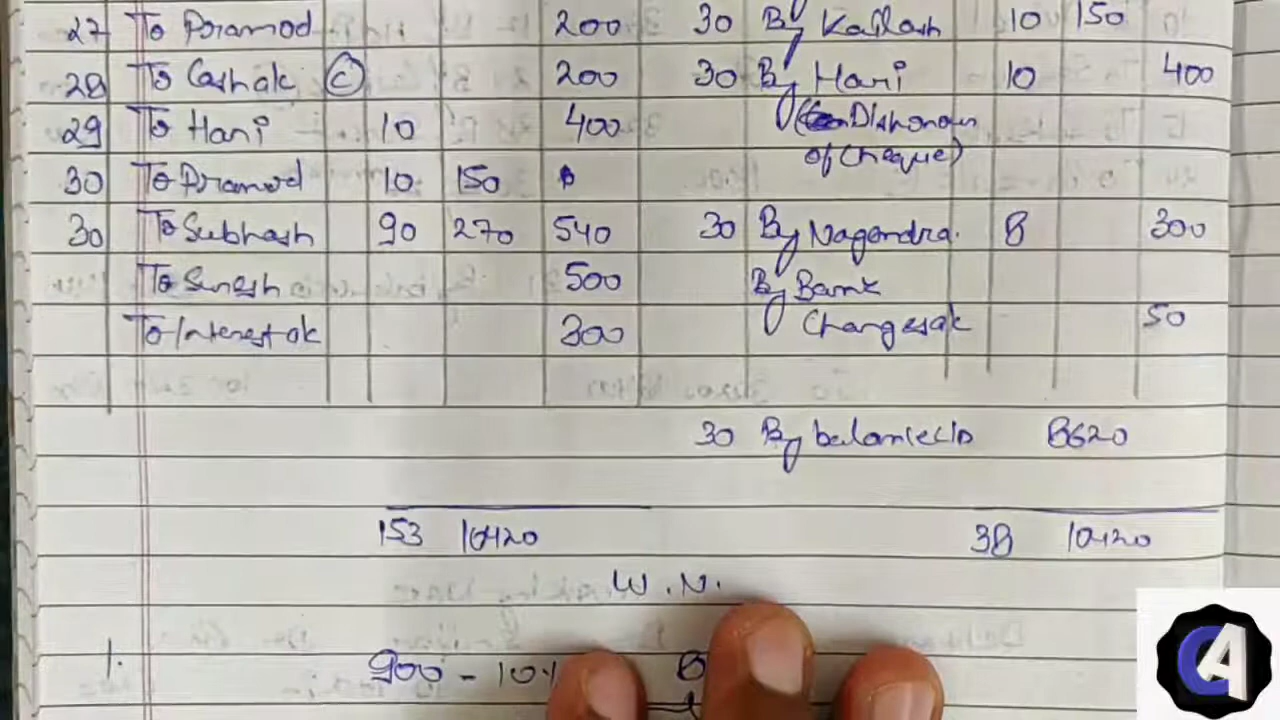 27 To Pramod 200 30 By Kailash 10 150
28 To Cash a/c (C) 200 30 By Hari 10 400
29 To Hari 10 400 (Dishonour
of Cheque)
30 To Pramod 10 150
30 To Subhash 90 270 540 30 By Nagendra. 8 300
To Suresh 500 By Bank
To Interest a/c 300 Charges a/c 50
30 By balance c/d 8620
153 10420 38 10420
W.N.
1. 900 - 10%
CA